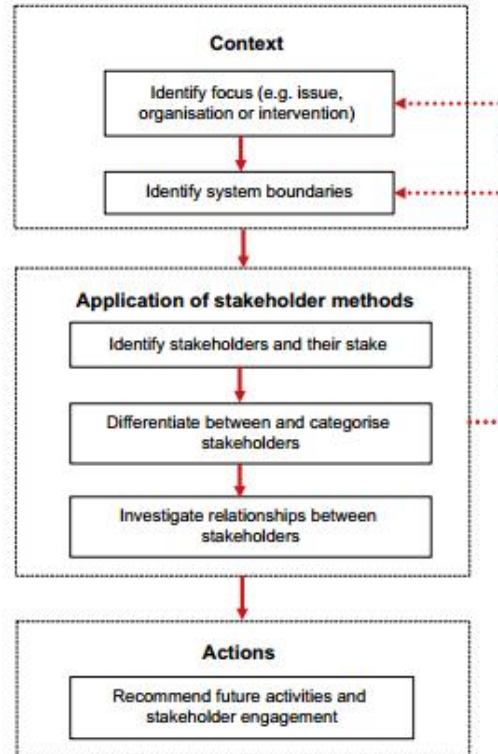 Context
Identify focus (e.g. issue,
organisation or intervention)
Identify system boundaries
Application of stakeholder methods
Identify stakeholders and their stake
Differentiate between and categorise
stakeholders
Investigate relationships between
stakeholders
Actions
Recommend future activities and
stakeholder engagement